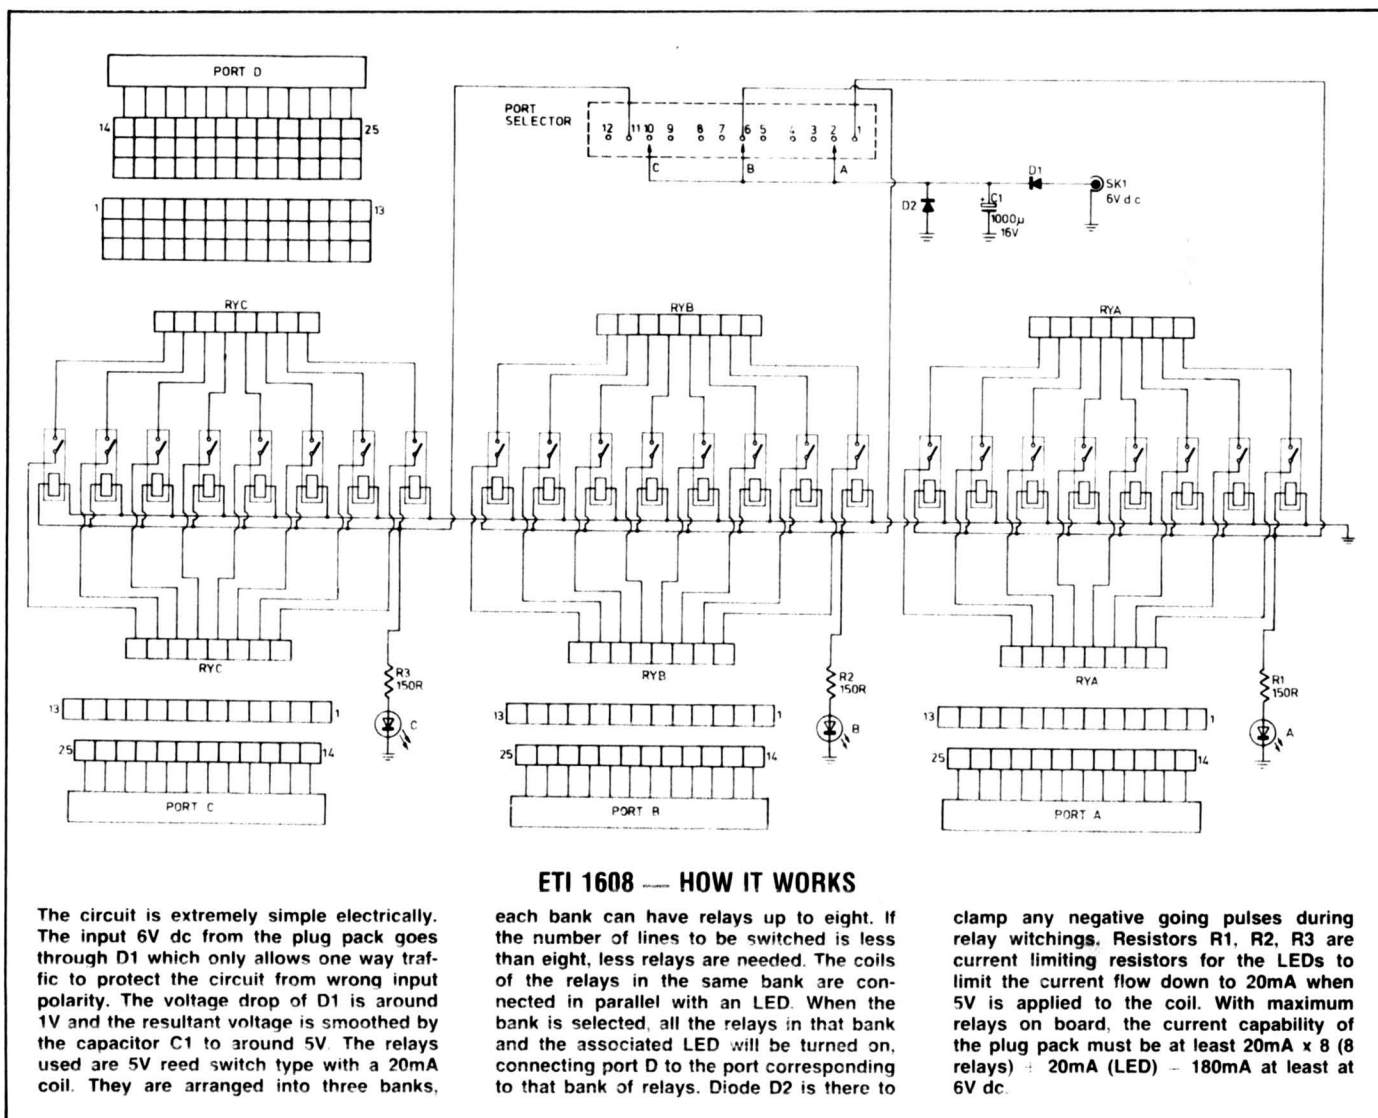 PORT D
14
25
1
13
PORT
SELECTOR
12 11 10 9 8 7 6 5 4 3 2 1
C B A
D1
SK1
6V d c
D2
+
C1
1000µ
16V
RYC
RYB
RYA
RYC
RYB
RYA
R3
150R
R2
150R
R1
150R
13
1
C
13
1
B
13
1
A
25
14
25
14
25
14
PORT C
PORT B
PORT A
ETI 1608 — HOW IT WORKS
The circuit is extremely simple electrically.
The input 6V dc from the plug pack goes
through D1 which only allows one way traf-
fic to protect the circuit from wrong input
polarity. The voltage drop of D1 is around
1V and the resultant voltage is smoothed by
the capacitor C1 to around 5V. The relays
used are 5V reed switch type with a 20mA
coil. They are arranged into three banks,
each bank can have relays up to eight. If
the number of lines to be switched is less
than eight, less relays are needed. The coils
of the relays in the same bank are con-
nected in parallel with an LED. When the
bank is selected, all the relays in that bank
and the associated LED will be turned on,
connecting port D to the port corresponding
to that bank of relays. Diode D2 is there to
clamp any negative going pulses during
relay witchings. Resistors R1, R2, R3 are
current limiting resistors for the LEDs to
limit the current flow down to 20mA when
5V is applied to the coil. With maximum
relays on board, the current capability of
the plug pack must be at least 20mA x 8 (8
relays) + 20mA (LED) — 180mA at least at
6V dc.